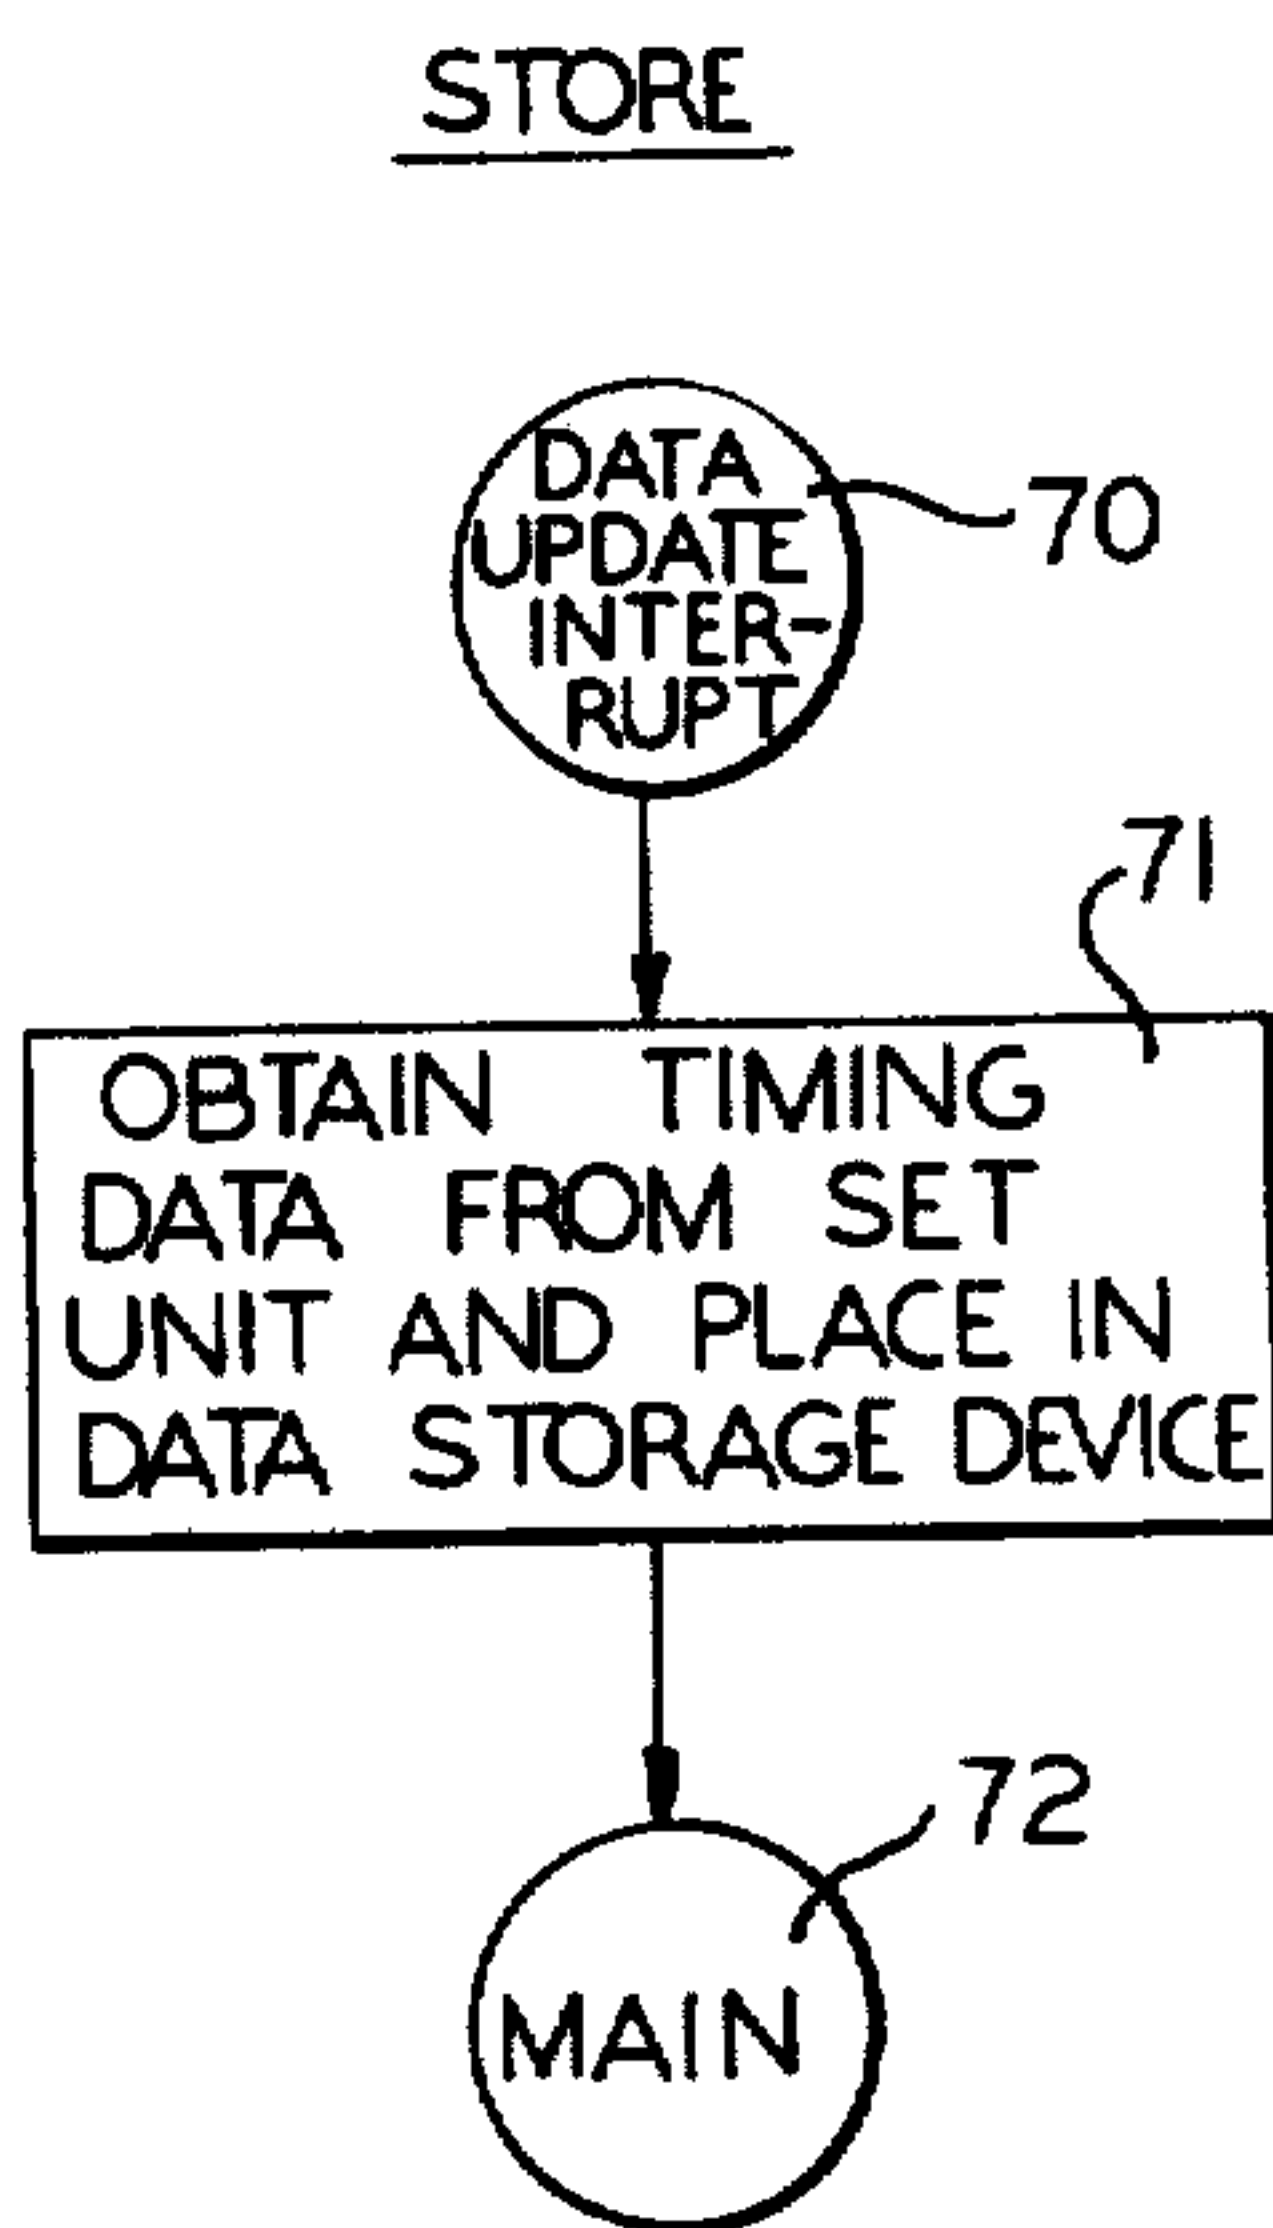 STORE
DATA
UPDATE
INTER-
RUPT
70
71
OBTAIN TIMING
DATA FROM SET
UNIT AND PLACE IN
DATA STORAGE DEVICE
72
MAIN